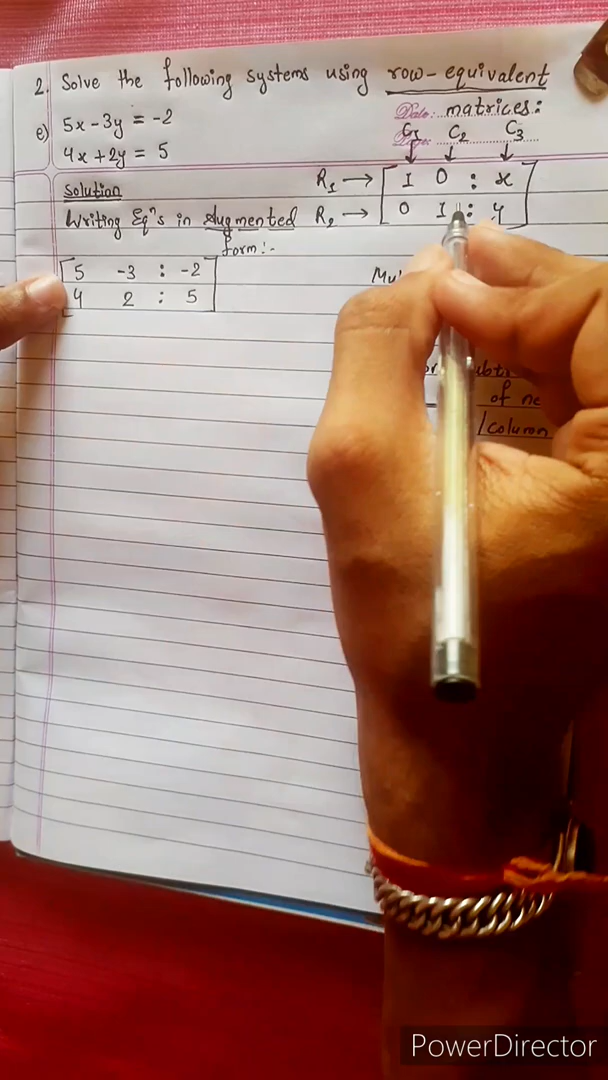 2. Solve the following systems using row-equivalent
Date: matrices:
e) 5x - 3y = -2
4x + 2y = 5
C1 C2 C3
Solution
R1 → [ 1 0 : x ]
Writing Eqⁿs in Augmented
R2 → [ 0 1 : y ]
form:-
[ 5 -3 : -2 ]
[ 4 2 : 5 ]
of
/column
PowerDirector